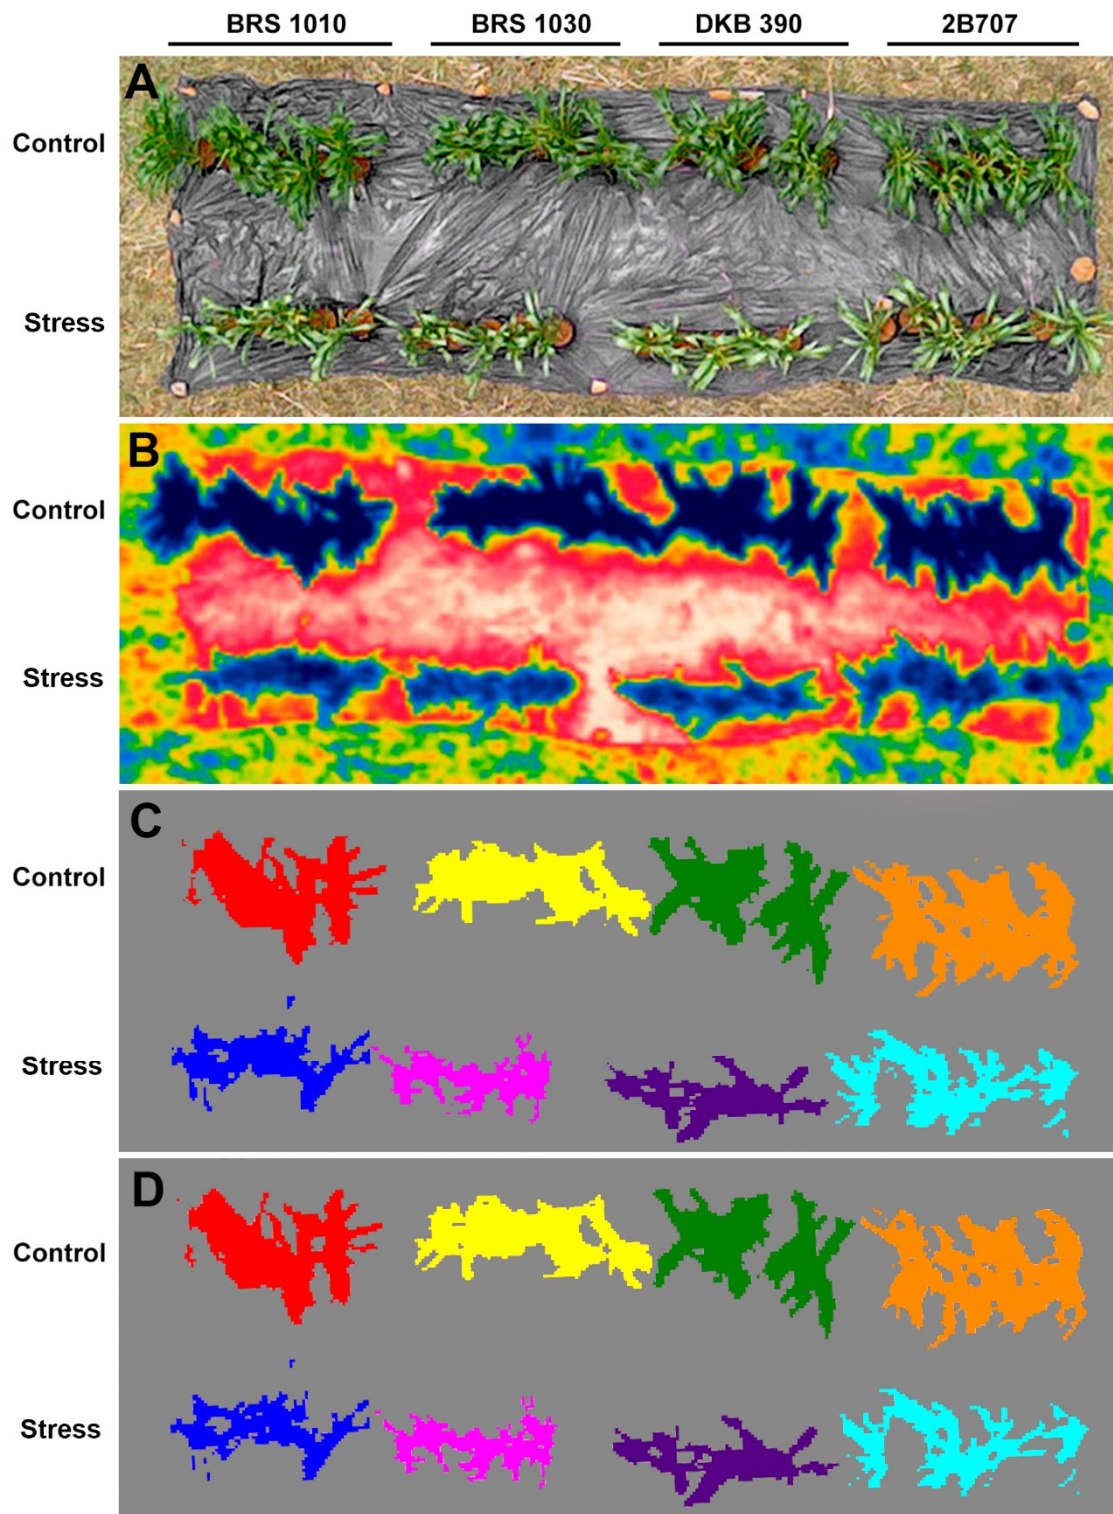 BRS 1010 BRS 1030 DKB 390 2B707
A
Control
Stress
B
Control
Stress
C
Control
Stress
D
Control
Stress